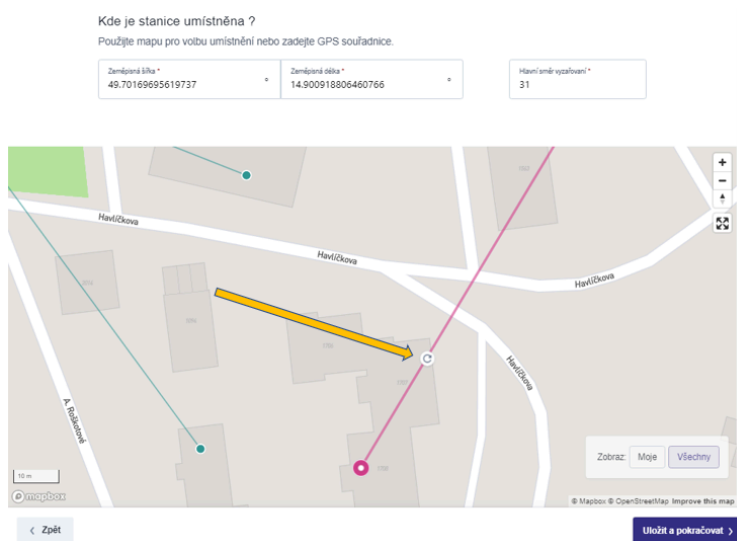 Kde je stanice umístněna ?
Použijte mapu pro volbu umístnění nebo zadejte GPS souřadnice.
Zeměpisná šířka *
49.70169695619737 °
Zeměpisná délka *
14.900918806460766 °
Hlavní směr vyzařovaní *
31
Havlíčkova
Havlíčkova
Havlíčkova
Havlíčkova
A. Roškotové
Zobraz: Moje Všechny
10 m
mapbox
© Mapbox © OpenStreetMap Improve this map
‹ Zpět
Uložit a pokračovat ›